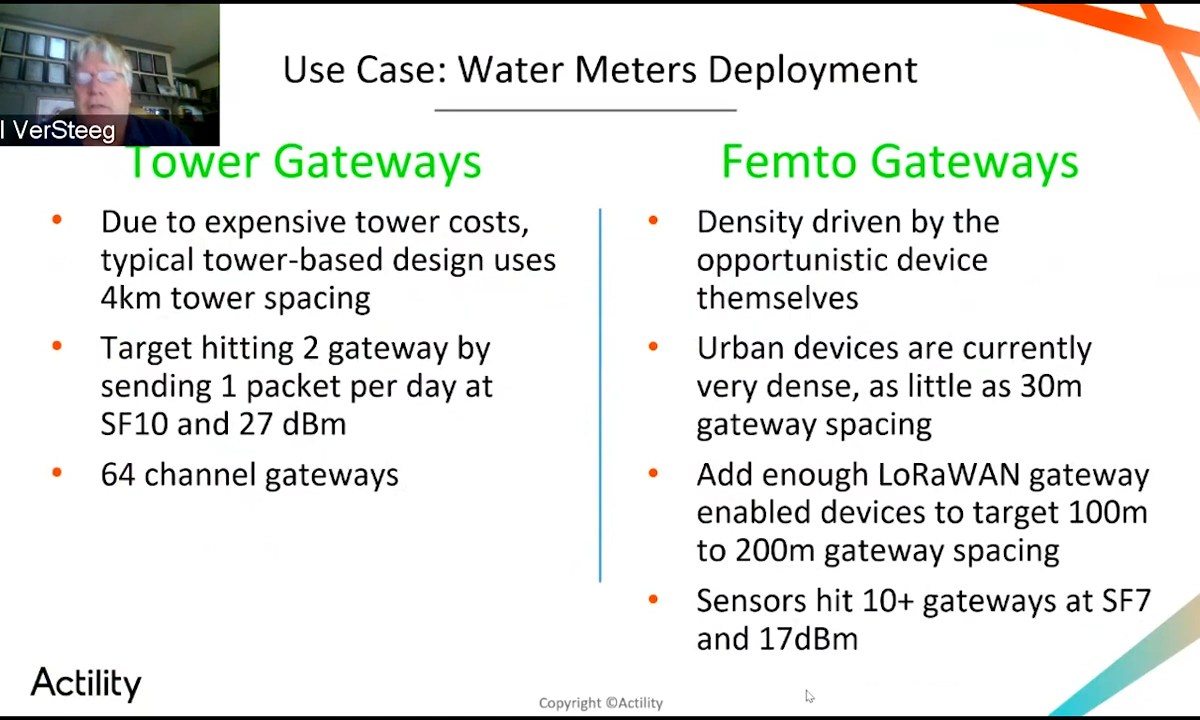 Use Case: Water Meters Deployment
l VerSteeg
Tower Gateways
• Due to expensive tower costs,
typical tower-based design uses
4km tower spacing
• Target hitting 2 gateway by
sending 1 packet per day at
SF10 and 27 dBm
• 64 channel gateways
Femto Gateways
• Density driven by the
opportunistic device
themselves
• Urban devices are currently
very dense, as little as 30m
gateway spacing
• Add enough LoRaWAN gateway
enabled devices to target 100m
to 200m gateway spacing
• Sensors hit 10+ gateways at SF7
and 17dBm
Actility
Copyright ©Actility